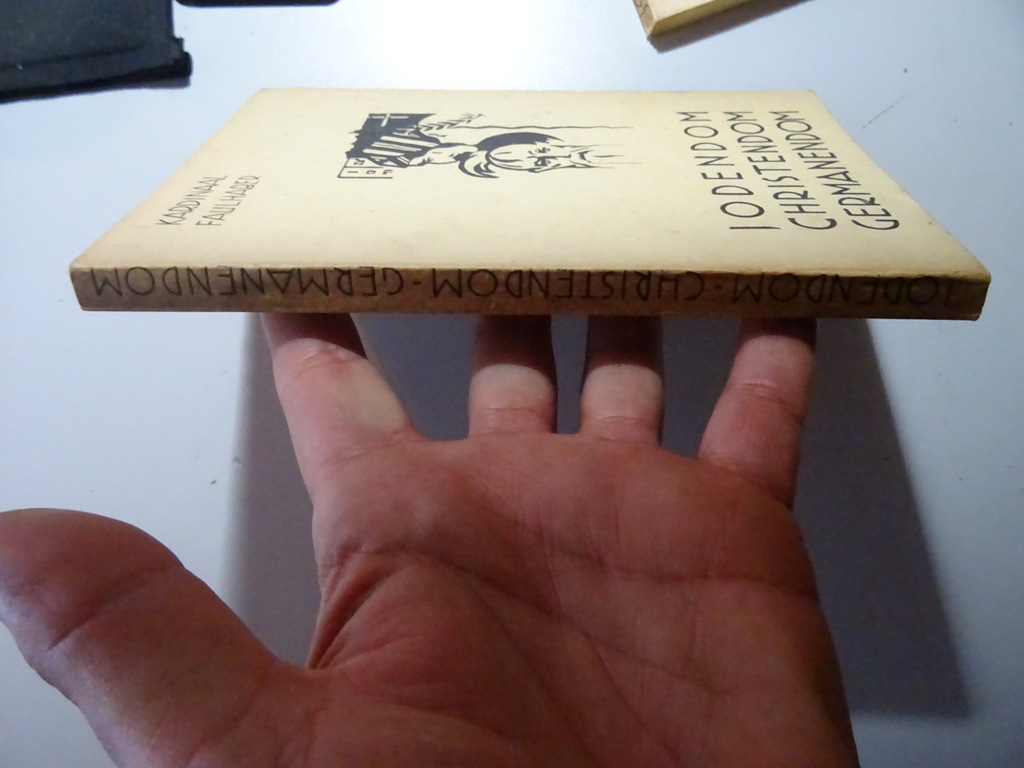 KARDINAAL
FAULHABER
IODENDOM
CHRISTENDOM
GERMANENDOM
IODENDOM - CHRISTENDOM - GERMANENDOM